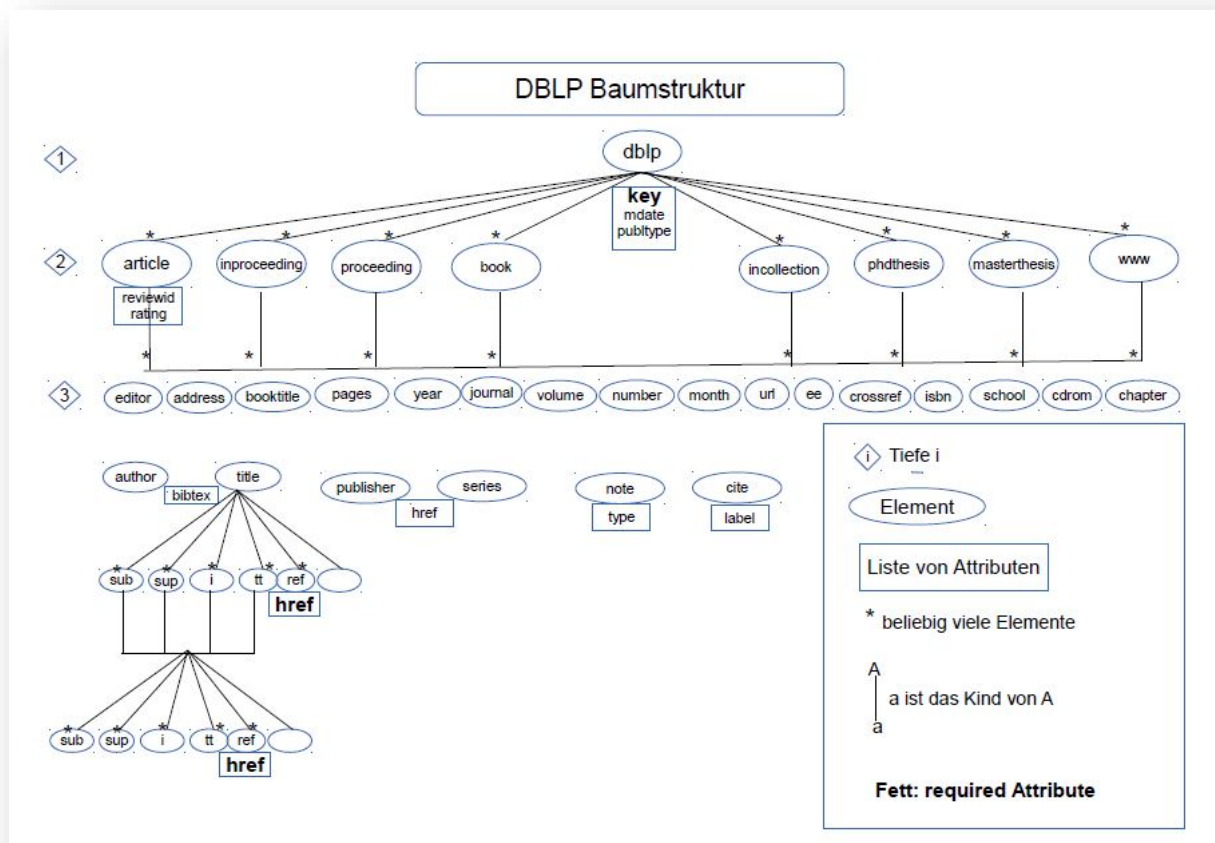 DBLP Baumstruktur
1
dblp
key
mdate
publtype
2
article
inproceeding
proceeding
book
incollection
phdthesis
masterthesis
www
reviewid
rating
* * * * * * * *
* * * * * * * *
3
editor
address
booktitle
pages
year
journal
volume
number
month
url
ee
crossref
isbn
school
cdrom
chapter
author
title
bibtex
publisher
series
href
note
type
cite
label
* * * * *
sub
sup
i
tt
ref
href
* * * * *
sub
sup
i
tt
ref
href
i Tiefe i
Element
Liste von Attributen
* beliebig viele Elemente
A
a ist das Kind von A
a
Fett: required Attribute